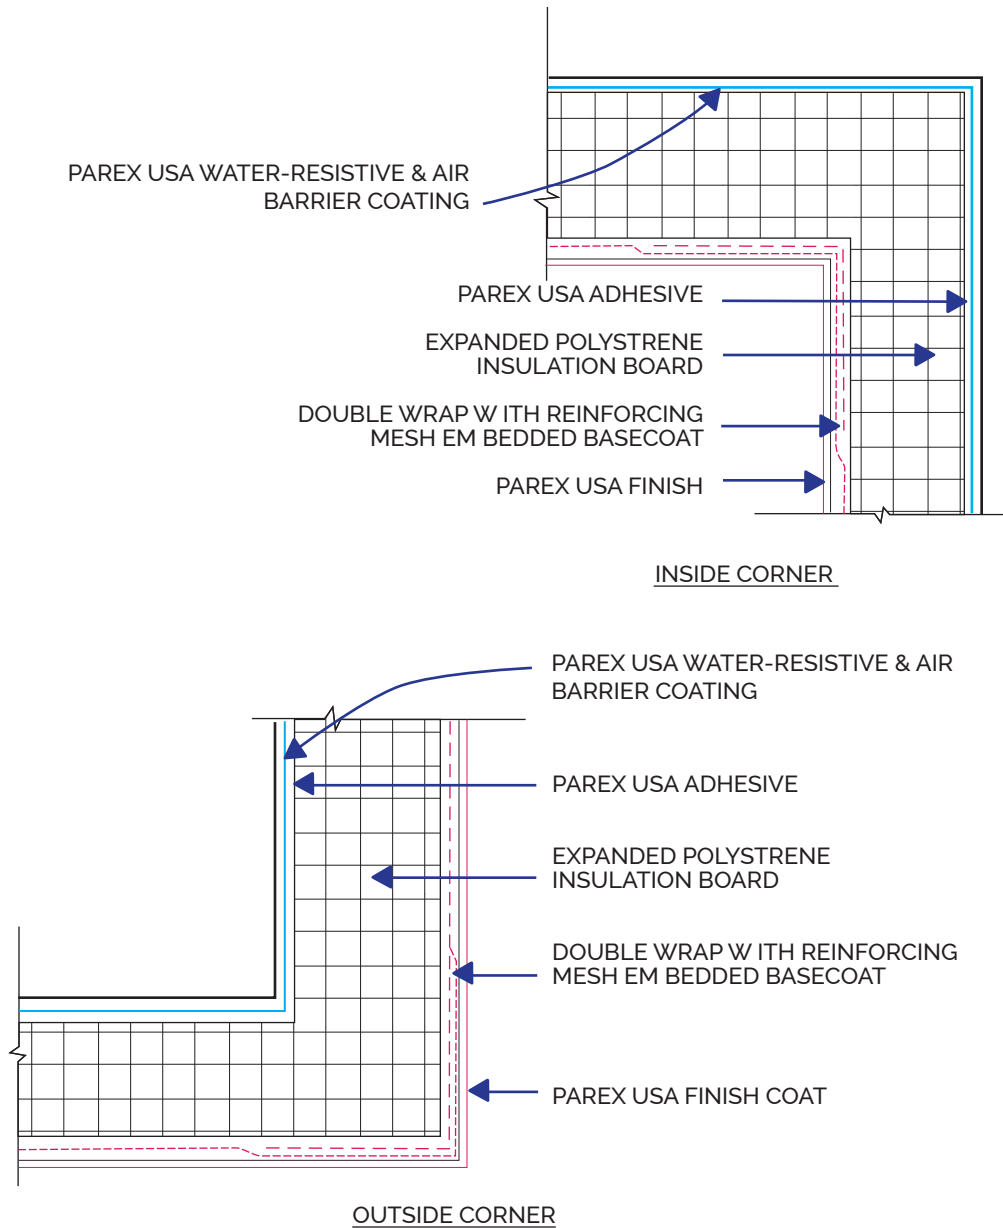 PAREX USA WATER-RESISTIVE & AIR
BARRIER COATING
PAREX USA ADHESIVE
EXPANDED POLYSTRENE
INSULATION BOARD
DOUBLE WRAP W ITH REINFORCING
MESH EM BEDDED BASECOAT
PAREX USA FINISH
INSIDE CORNER
PAREX USA WATER-RESISTIVE & AIR
BARRIER COATING
PAREX USA ADHESIVE
EXPANDED POLYSTRENE
INSULATION BOARD
DOUBLE WRAP W ITH REINFORCING
MESH EM BEDDED BASECOAT
PAREX USA FINISH COAT
OUTSIDE CORNER